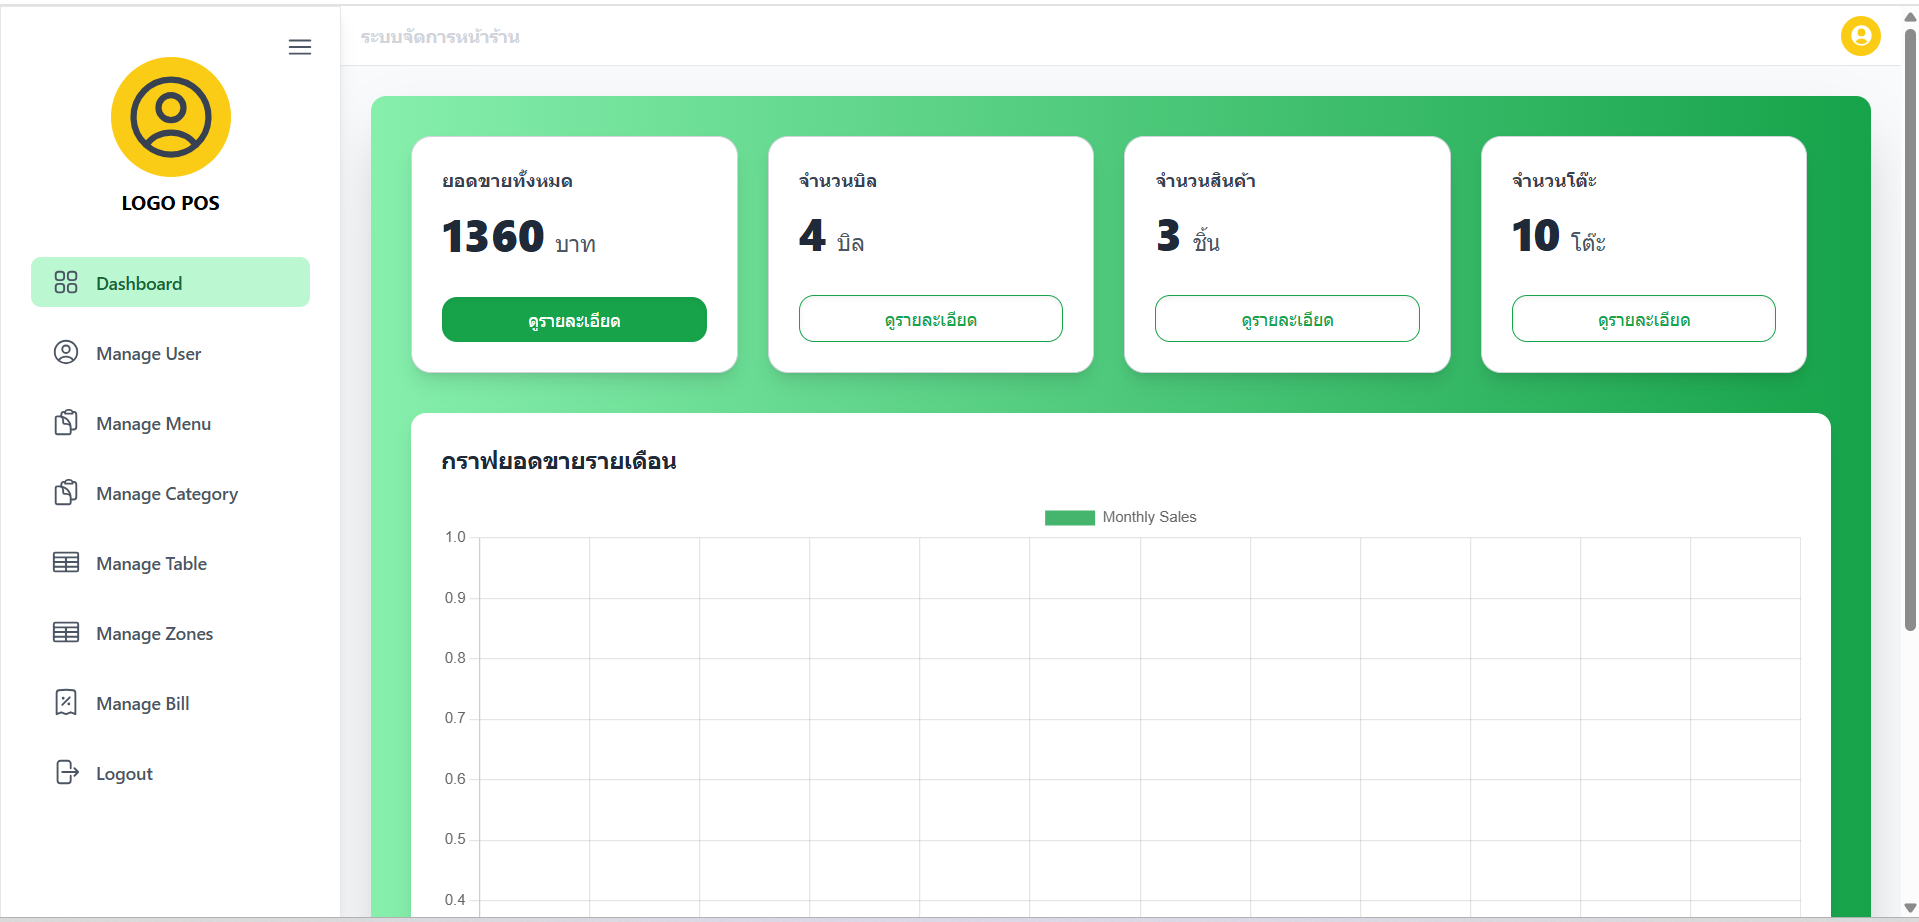 ระบบจัดการหน้าร้าน
LOGO POS
Dashboard
Manage User
Manage Menu
Manage Category
Manage Table
Manage Zones
Manage Bill
Logout
ยอดขายทั้งหมด
1360 บาท
ดูรายละเอียด
จำนวนบิล
4 บิล
ดูรายละเอียด
จำนวนสินค้า
3 ชิ้น
ดูรายละเอียด
จำนวนโต๊ะ
10 โต๊ะ
ดูรายละเอียด
กราฟยอดขายรายเดือน
Monthly Sales
1.0
0.9
0.8
0.7
0.6
0.5
0.4